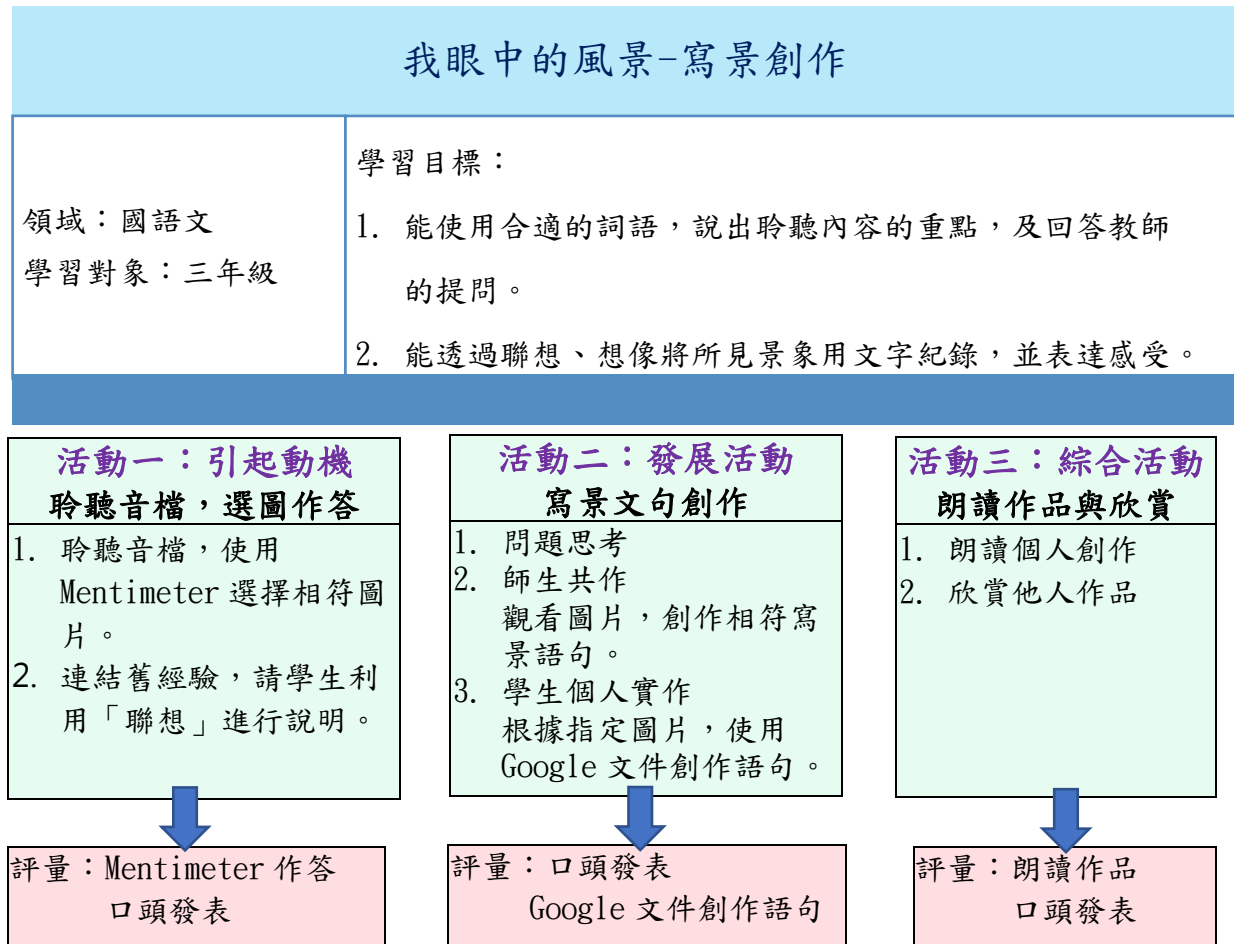 我眼中的風景-寫景創作
領域：國語文
學習對象：三年級
學習目標：
1. 能使用合適的詞語，說出聆聽內容的重點，及回答教師
的提問。
2. 能透過聯想、想像將所見景象用文字紀錄，並表達感受。
活動一：引起動機
聆聽音檔，選圖作答
1. 聆聽音檔，使用
Mentimeter 選擇相符圖
片。
2. 連結舊經驗，請學生利
用「聯想」進行說明。
評量：Mentimeter 作答
口頭發表
活動二：發展活動
寫景文句創作
1. 問題思考
2. 師生共作
觀看圖片，創作相符寫
景語句。
3. 學生個人實作
根據指定圖片，使用
Google 文件創作語句。
評量：口頭發表
Google 文件創作語句
活動三：綜合活動
朗讀作品與欣賞
1. 朗讀個人創作
2. 欣賞他人作品
評量：朗讀作品
口頭發表